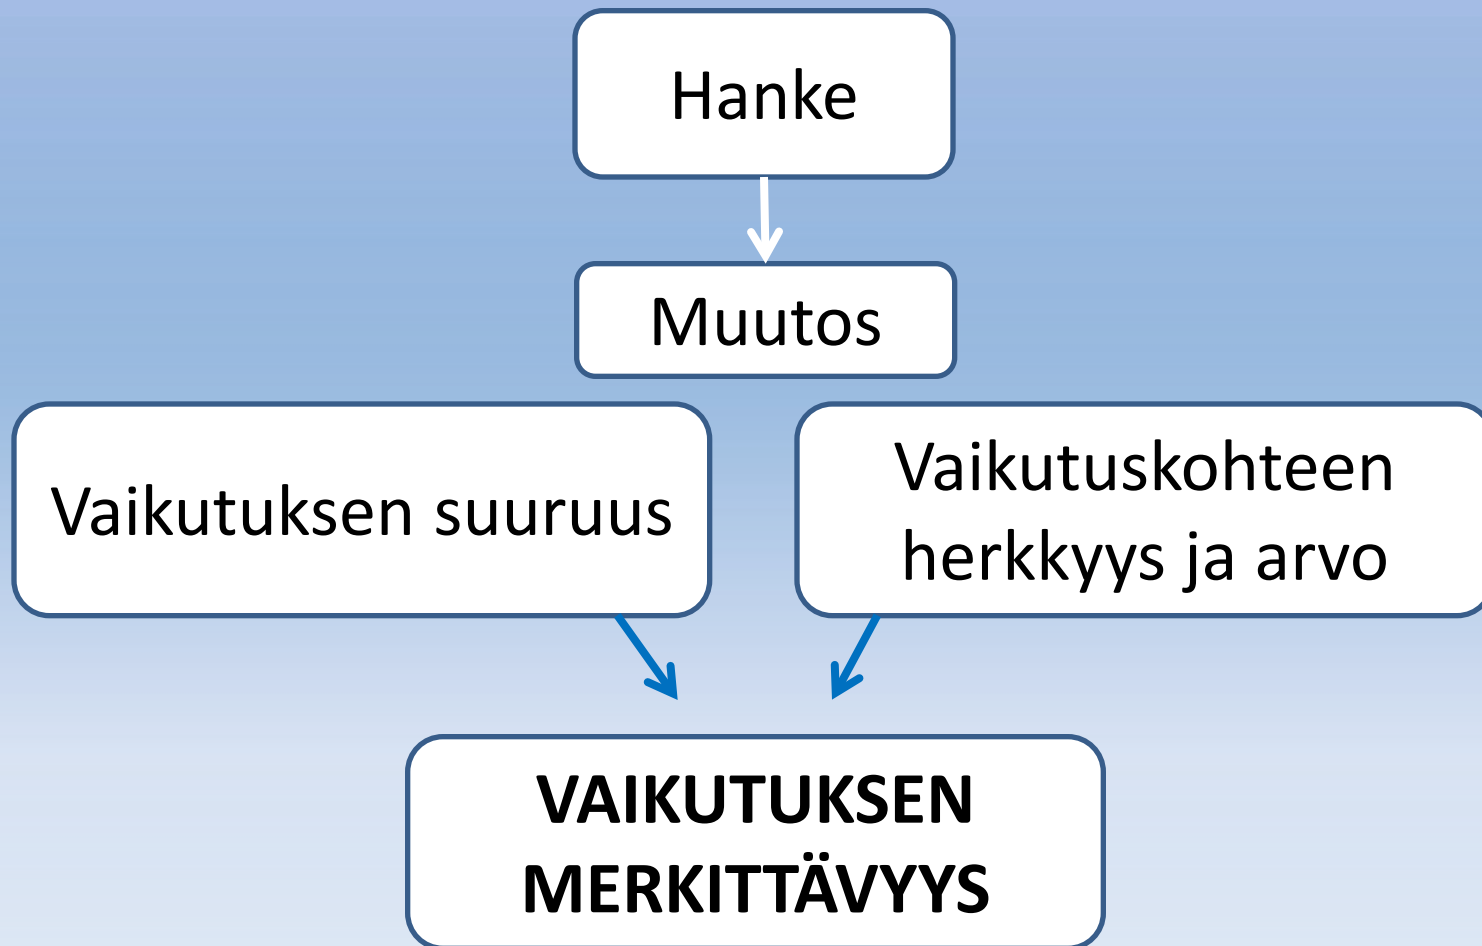 Hanke
Muutos
Vaikutuksen suuruus
Vaikutuskohteen
herkkyys ja arvo
VAIKUTUKSEN
MERKITTÄVYYS